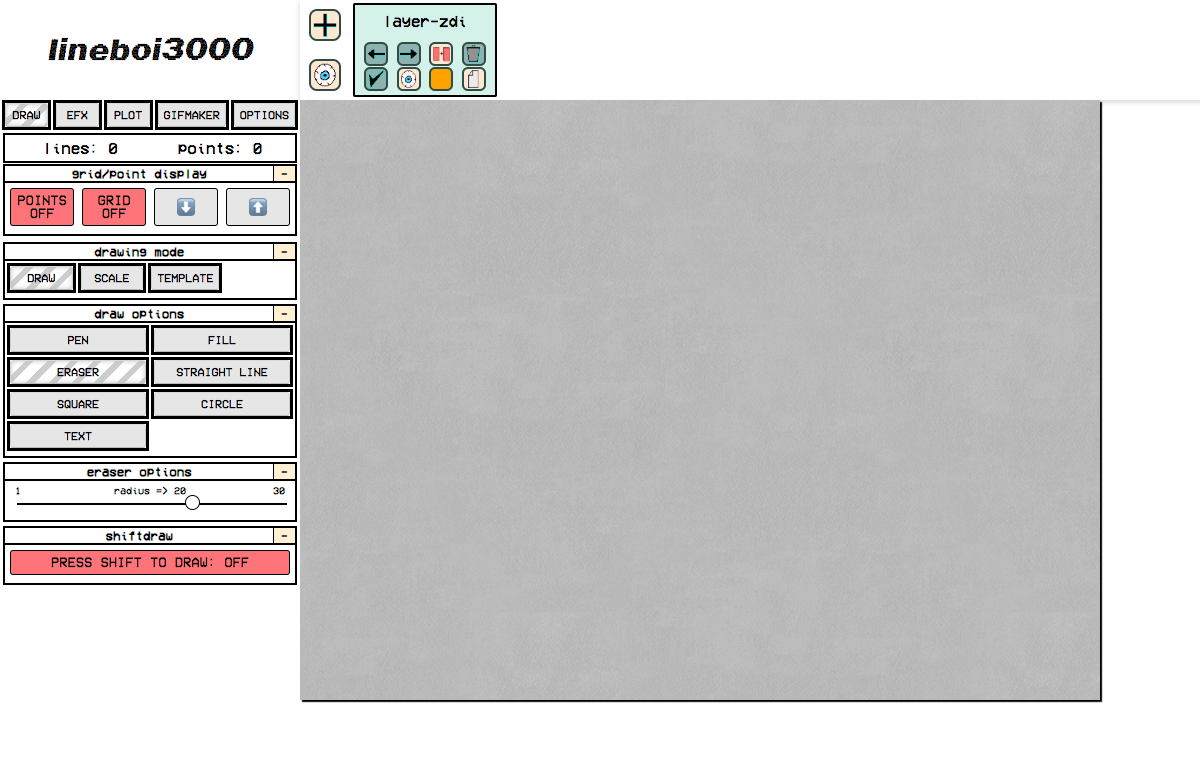 lineboi3000
layer-zdi
DRAW EFX PLOT GIFMAKER OPTIONS
lines: 0 points: 0
grid/point display -
POINTS OFF GRID OFF
drawing mode -
DRAW SCALE TEMPLATE
draw options -
PEN FILL
ERASER STRAIGHT LINE
SQUARE CIRCLE
TEXT
eraser options -
1 radius => 20 30
shiftdraw -
PRESS SHIFT TO DRAW: OFF